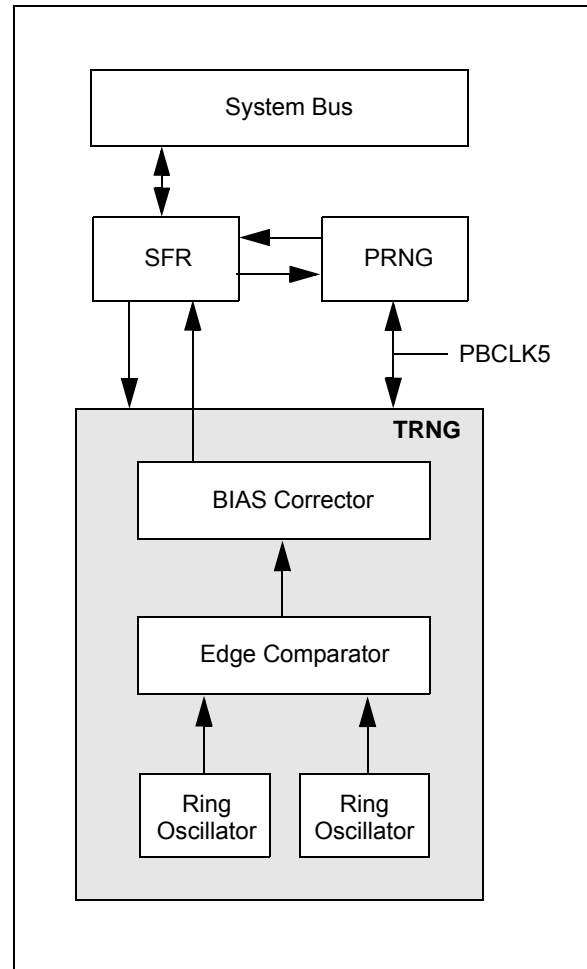 System Bus
SFR
PRNG
PBCLK5
TRNG
BIAS Corrector
Edge Comparator
Ring
Oscillator
Ring
Oscillator